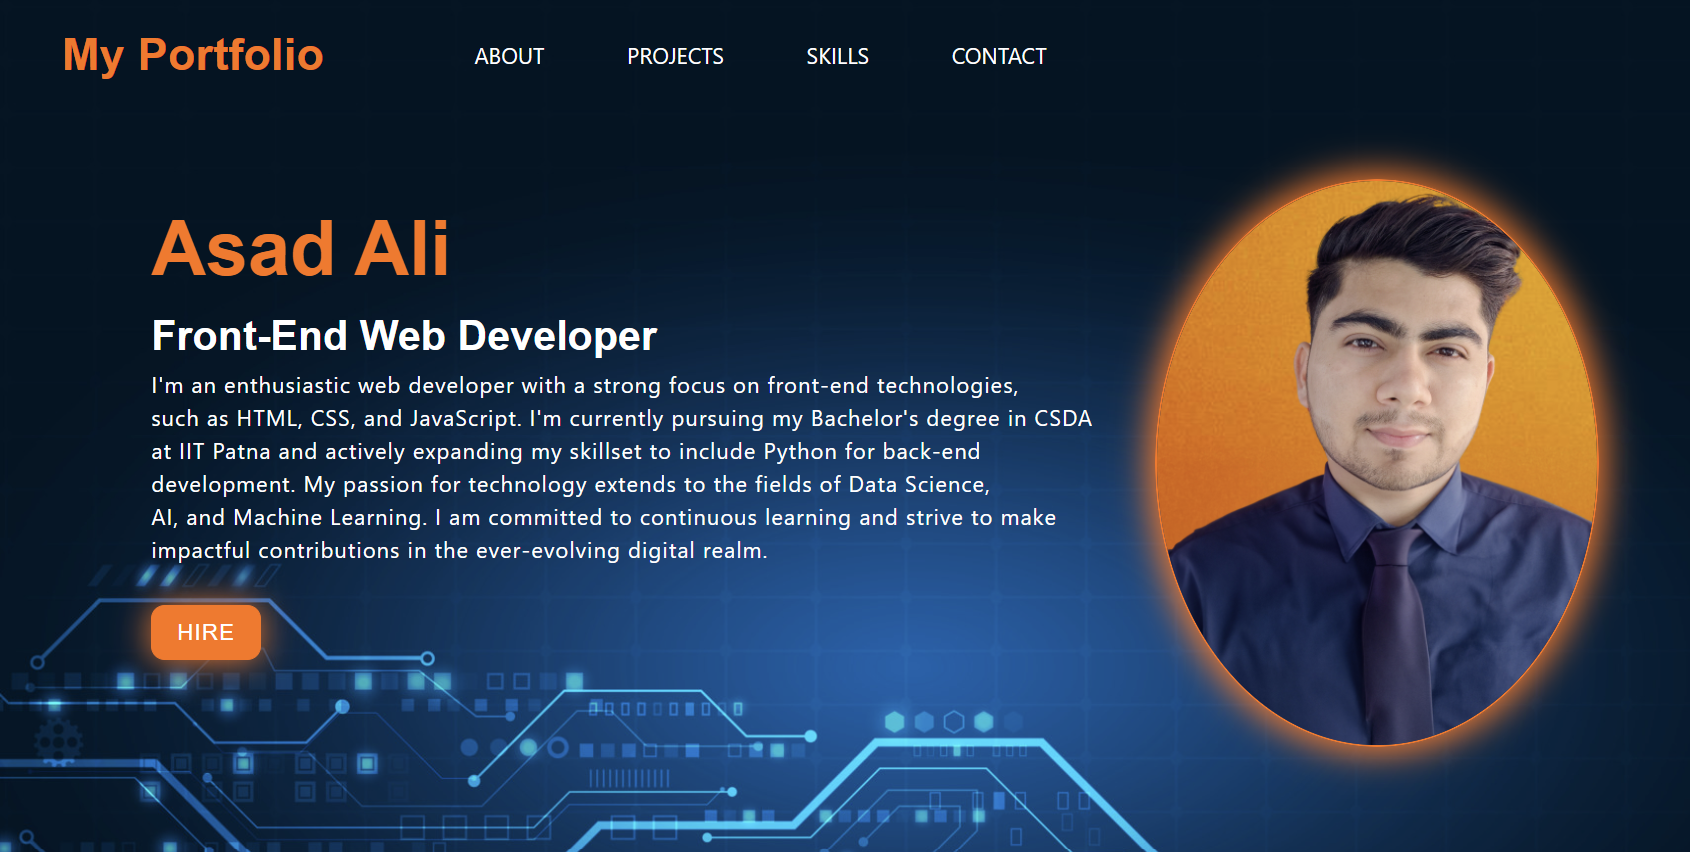 My Portfolio
ABOUT
PROJECTS
SKILLS
CONTACT
Asad Ali
Front-End Web Developer
I'm an enthusiastic web developer with a strong focus on front-end technologies,
such as HTML, CSS, and JavaScript. I'm currently pursuing my Bachelor's degree in CSDA
at IIT Patna and actively expanding my skillset to include Python for back-end
development. My passion for technology extends to the fields of Data Science,
AI, and Machine Learning. I am committed to continuous learning and strive to make
impactful contributions in the ever-evolving digital realm.
HIRE